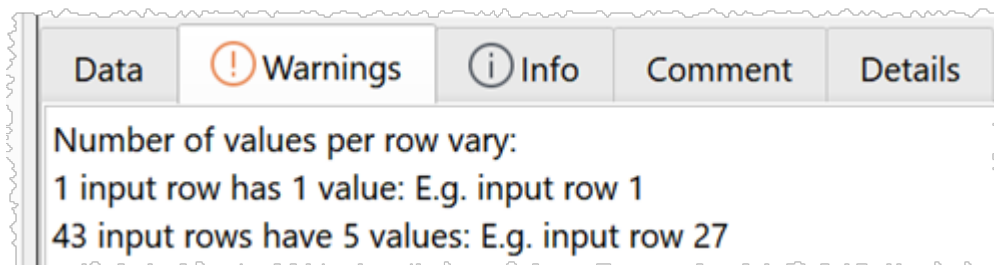 Data Warnings Info Comment Details
Number of values per row vary:
1 input row has 1 value: E.g. input row 1
43 input rows have 5 values: E.g. input row 27